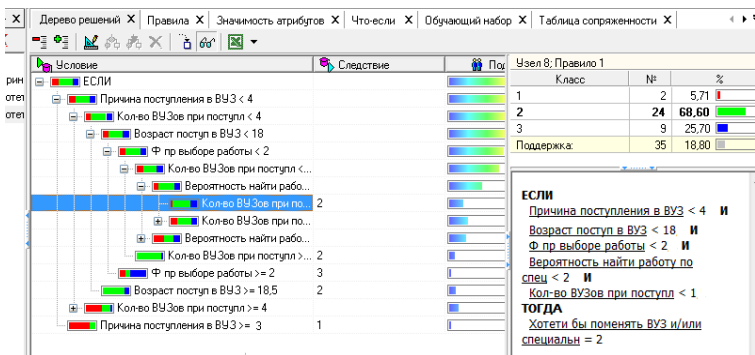 X Дерево решений X Правила X Значимость атрибутов X Что-если X Обучающий набор X Таблица сопряженности X
Условие Следствие Узел 8; Правило 1
ЕСЛИ Класс № %
Причина поступления в ВУЗ < 4 1 2 5,71
Кол-во ВУЗов при поступл < 4 2 24 68,60
Возраст поступ в ВУЗ < 18 3 9 25,70
Ф пр выборе работы < 2 Поддержка: 35 18,80
Кол-во ВУЗов при поступл <...
Вероятность найти рабо...
Кол-во ВУЗов при по... 2
Кол-во ВУЗов при по...
Вероятность найти рабо...
Кол-во ВУЗов при поступл >... 2
Ф пр выборе работы >= 2 3
Возраст поступ в ВУЗ >= 18,5 2
Кол-во ВУЗов при поступл >= 4
Причина поступления в ВУЗ >= 3 1
ЕСЛИ
Причина поступления в ВУЗ < 4 И
Возраст поступ в ВУЗ < 18 И
Ф пр выборе работы < 2 И
Вероятность найти работу по
спец < 2 И
Кол-во ВУЗов при поступл < 1
ТОГДА
Хотети бы поменять ВУЗ и/или
специальн = 2